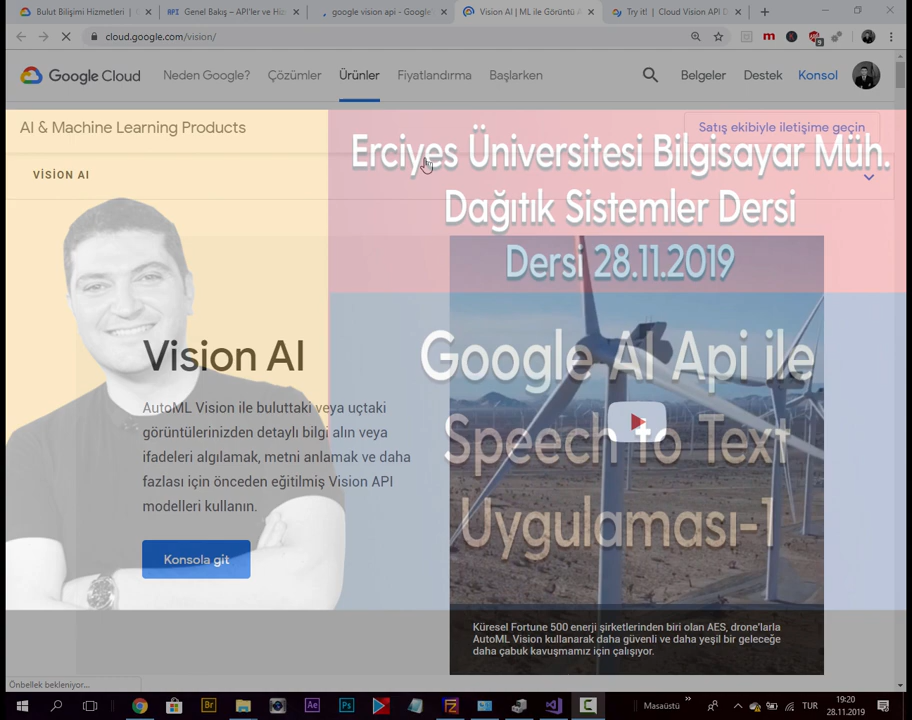 Bulut Bilişimi Hizmetleri |
API Genel Bakış – API'ler ve Hiz
google vision api - Google'
Vision AI | ML ile Görüntü A
Try it! | Cloud Vision API D
cloud.google.com/vision/
Google Cloud
Neden Google?
Çözümler
Ürünler
Fiyatlandırma
Başlarken
Belgeler
Destek
Konsol
AI & Machine Learning Products
Satış ekibiyle iletişime geçin
VİSİON AI
Erciyes Üniversitesi Bilgisayar Müh.
Dağıtık Sistemler Dersi
Dersi 28.11.2019
Google AI Api ile
Speech to Text
Uygulaması-1
Vision AI
AutoML Vision ile buluttaki veya uçtaki
görüntülerinizden detaylı bilgi alın veya
ifadeleri algılamak, metni anlamak ve daha
fazlası için önceden eğitilmiş Vision API
modelleri kullanın.
Konsola git
Küresel Fortune 500 enerji şirketlerinden biri olan AES, drone'larla
AutoML Vision kullanarak daha güvenli ve daha yeşil bir geleceğe
daha çabuk kavuşmamız için çalışıyor.
Önbellek bekleniyor...
Br
Ae
Ps
Masaüstü
TUR
19:20
28.11.2019